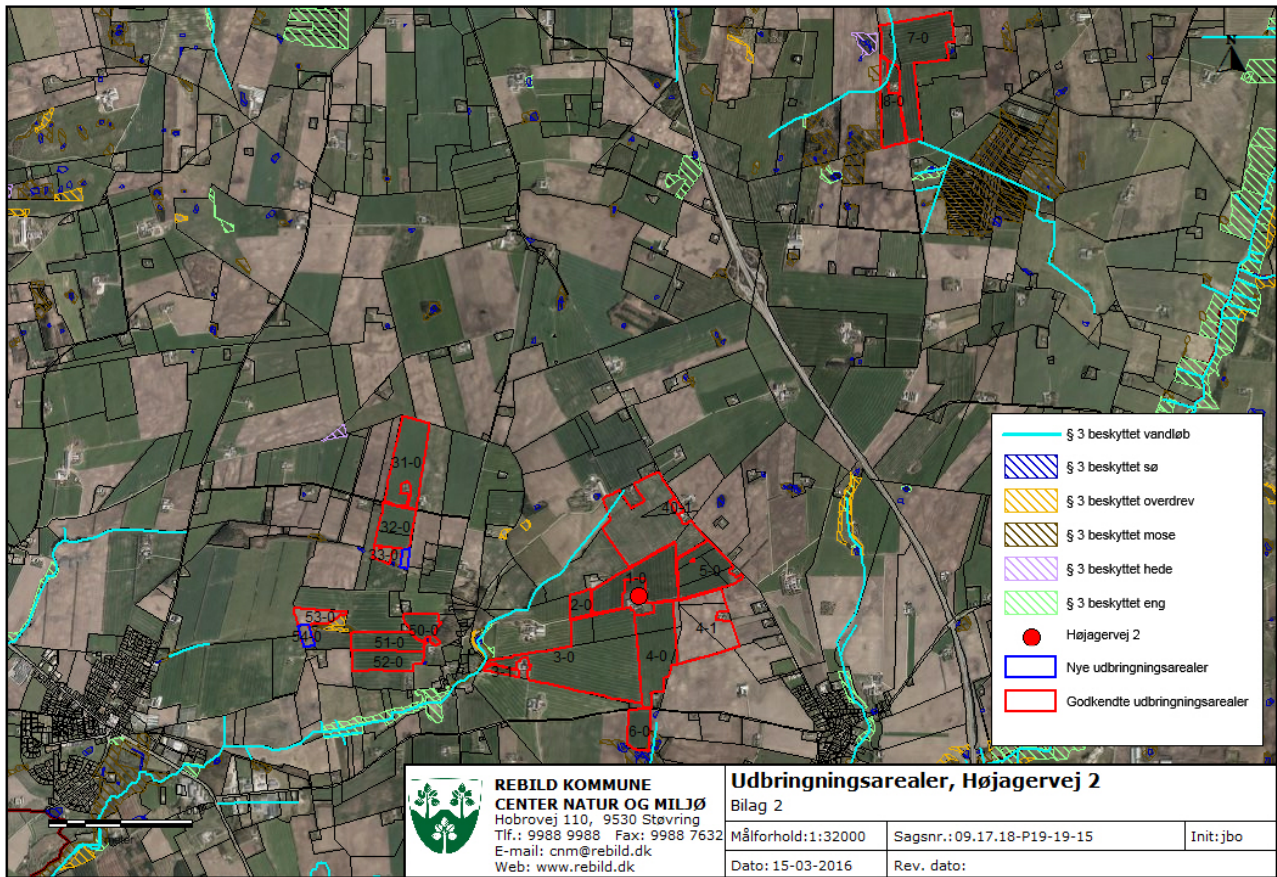 7-0
N
8-0
31-0
32-0
33-0
40-1
5-0
1-0
2-0
53-0
54-0
50-0
51-0
52-0
4-1
3-0
4-0
3-1
6-0
§ 3 beskyttet vandløb
§ 3 beskyttet sø
§ 3 beskyttet overdrev
§ 3 beskyttet mose
§ 3 beskyttet hede
§ 3 beskyttet eng
Højagervej 2
Nye udbringningsarealer
Godkendte udbringningsarealer
REBILD KOMMUNE
CENTER NATUR OG MILJØ
Hobrovej 110, 9530 Støvring
Tlf.: 9988 9988 Fax: 9988 7632
E-mail: cnm@rebild.dk
Web: www.rebild.dk
Udbringningsarealer, Højagervej 2
Bilag 2
Målforhold:1:32000
Sagsnr.:09.17.18-P19-19-15
Init:jbo
Dato: 15-03-2016
Rev. dato: